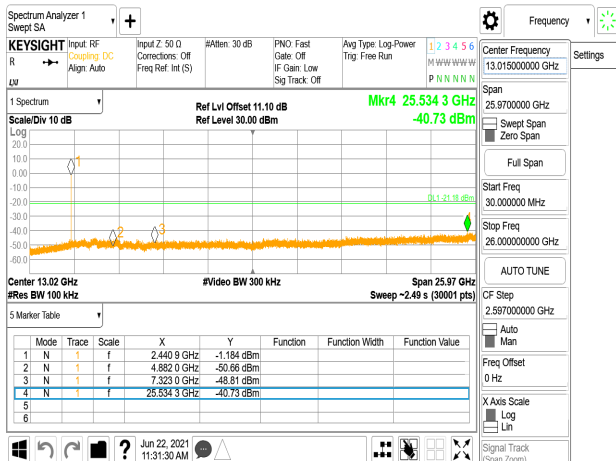 Spectrum Analyzer 1
Swept SA
Frequency
KEYSIGHT
R
LXI
Input: RF
Coupling: DC
Align: Auto
Input Z: 50 Ω
Corrections: Off
Freq Ref: Int (S)
#Atten: 30 dB
PNO: Fast
Gate: Off
IF Gain: Low
Sig Track: Off
Avg Type: Log-Power
Trig: Free Run
1 2 3 4 5 6
M W W W W W
P N N N N N
1 Spectrum
Scale/Div 10 dB
Ref Lvl Offset 11.10 dB
Ref Level 30.00 dBm
Mkr4 25.534 3 GHz
-40.73 dBm
Log
20.0
10.0
0.00
-10.0
-20.0
-30.0
-40.0
-50.0
-60.0
1
2
3
DL1 -21.18 dBm
Center 13.02 GHz
#Res BW 100 kHz
#Video BW 300 kHz
Span 25.97 GHz
Sweep ~2.49 s (30001 pts)
5 Marker Table
Mode Trace Scale X Y Function Function Width Function Value
1 N 1 f 2.440 9 GHz -1.184 dBm
2 N 1 f 4.882 0 GHz -50.66 dBm
3 N 1 f 7.323 0 GHz -48.81 dBm
4 N 1 f 25.534 3 GHz -40.73 dBm
5
6
Jun 22, 2021
11:31:30 AM
Center Frequency
13.015000000 GHz
Settings
Span
25.9700000 GHz
Swept Span
Zero Span
Full Span
Start Freq
30.000000 MHz
Stop Freq
26.000000000 GHz
AUTO TUNE
CF Step
2.597000000 GHz
Auto
Man
Freq Offset
0 Hz
X Axis Scale
Log
Lin
Signal Track
(Span Zoom)